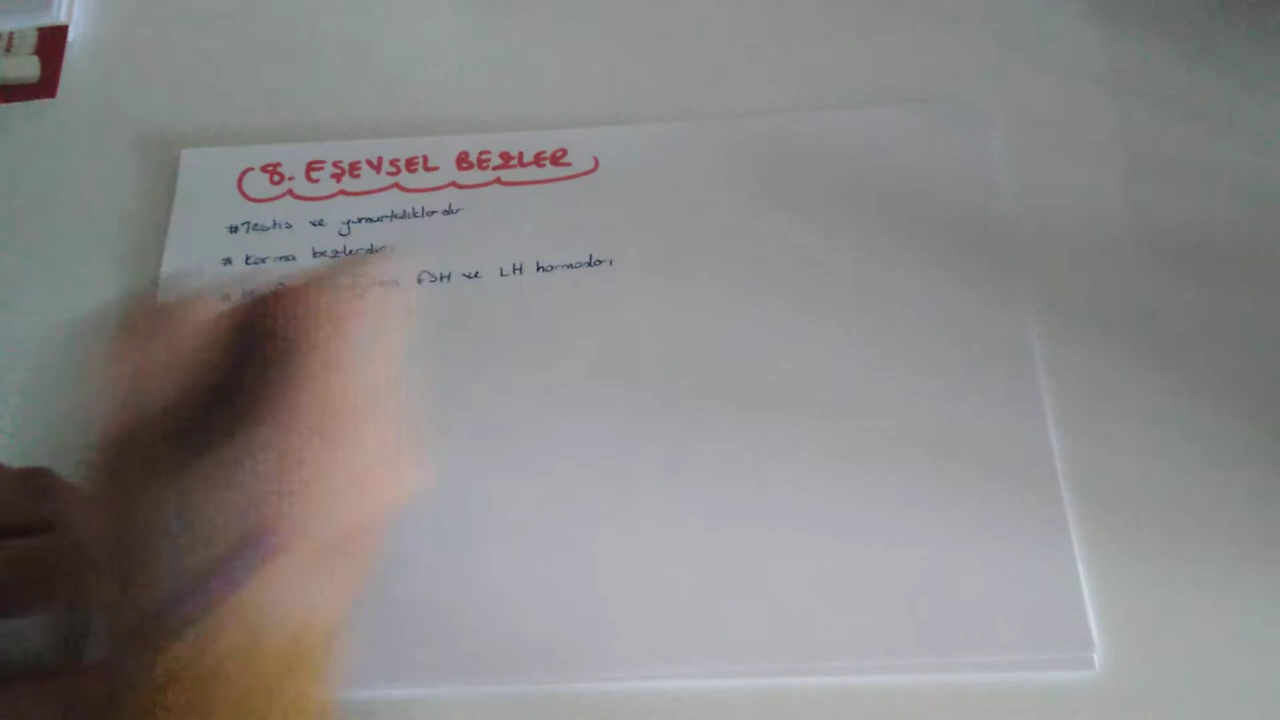 8. EŞEYSEL BEZLER
#Testis ve yumurtalıklardır
# Karma bezlerdir.
FSH ve LH hormonları